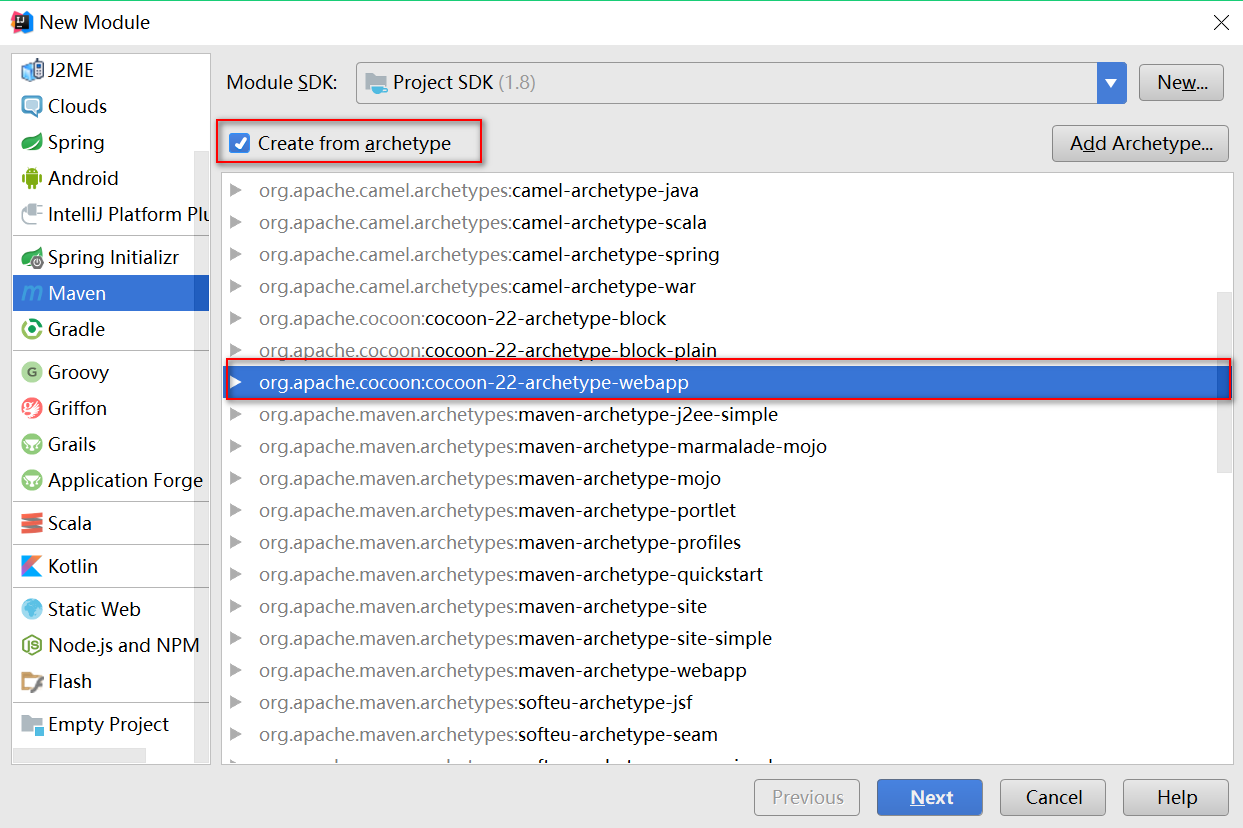 New Module
J2ME
Clouds
Spring
Android
IntelliJ Platform Plu
Spring Initializr
Maven
Gradle
Groovy
Griffon
Grails
Application Forge
Scala
Kotlin
Static Web
Node.js and NPM
Flash
Empty Project
Module SDK: Project SDK (1.8) New...
Create from archetype Add Archetype...
org.apache.camel.archetypes:camel-archetype-java
org.apache.camel.archetypes:camel-archetype-scala
org.apache.camel.archetypes:camel-archetype-spring
org.apache.camel.archetypes:camel-archetype-war
org.apache.cocoon:cocoon-22-archetype-block
org.apache.cocoon:cocoon-22-archetype-block-plain
org.apache.cocoon:cocoon-22-archetype-webapp
org.apache.maven.archetypes:maven-archetype-j2ee-simple
org.apache.maven.archetypes:maven-archetype-marmalade-mojo
org.apache.maven.archetypes:maven-archetype-mojo
org.apache.maven.archetypes:maven-archetype-portlet
org.apache.maven.archetypes:maven-archetype-profiles
org.apache.maven.archetypes:maven-archetype-quickstart
org.apache.maven.archetypes:maven-archetype-site
org.apache.maven.archetypes:maven-archetype-site-simple
org.apache.maven.archetypes:maven-archetype-webapp
org.apache.maven.archetypes:softeu-archetype-jsf
org.apache.maven.archetypes:softeu-archetype-seam
Previous Next Cancel Help